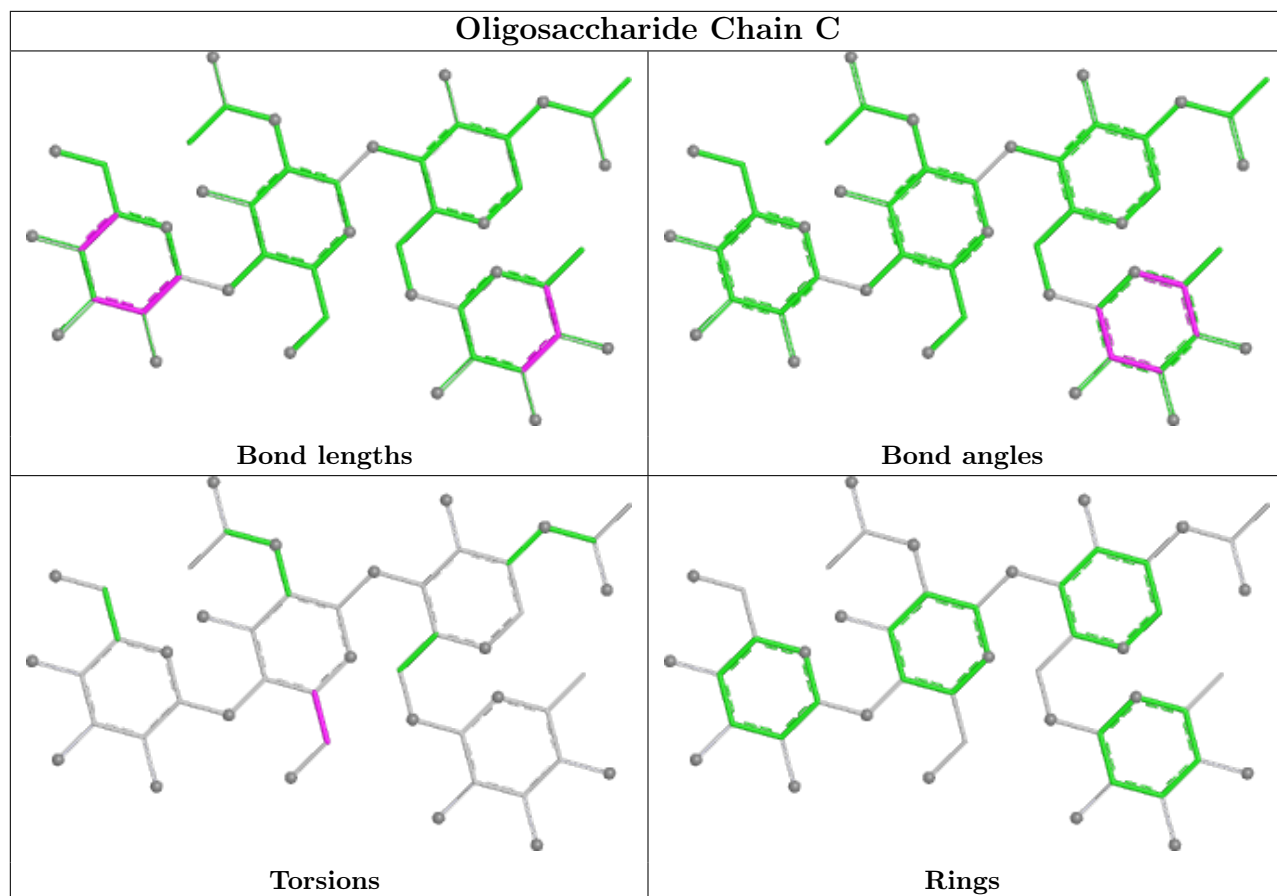 Oligosaccharide Chain C
Bond lengths
Bond angles
Torsions
Rings